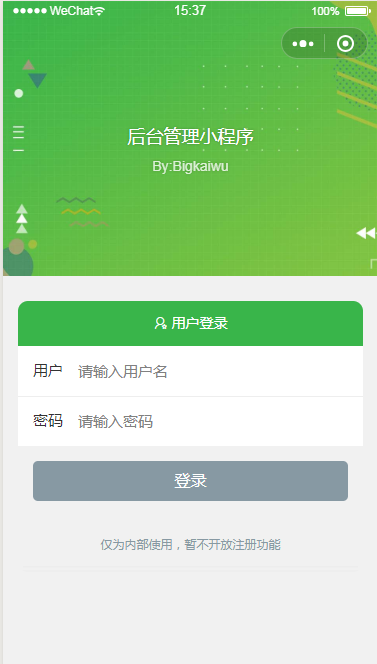 WeChat 15:37 100%
后台管理小程序
By:Bigkaiwu
用户登录
用户 请输入用户名
密码 请输入密码
登录
仅为内部使用，暂不开放注册功能